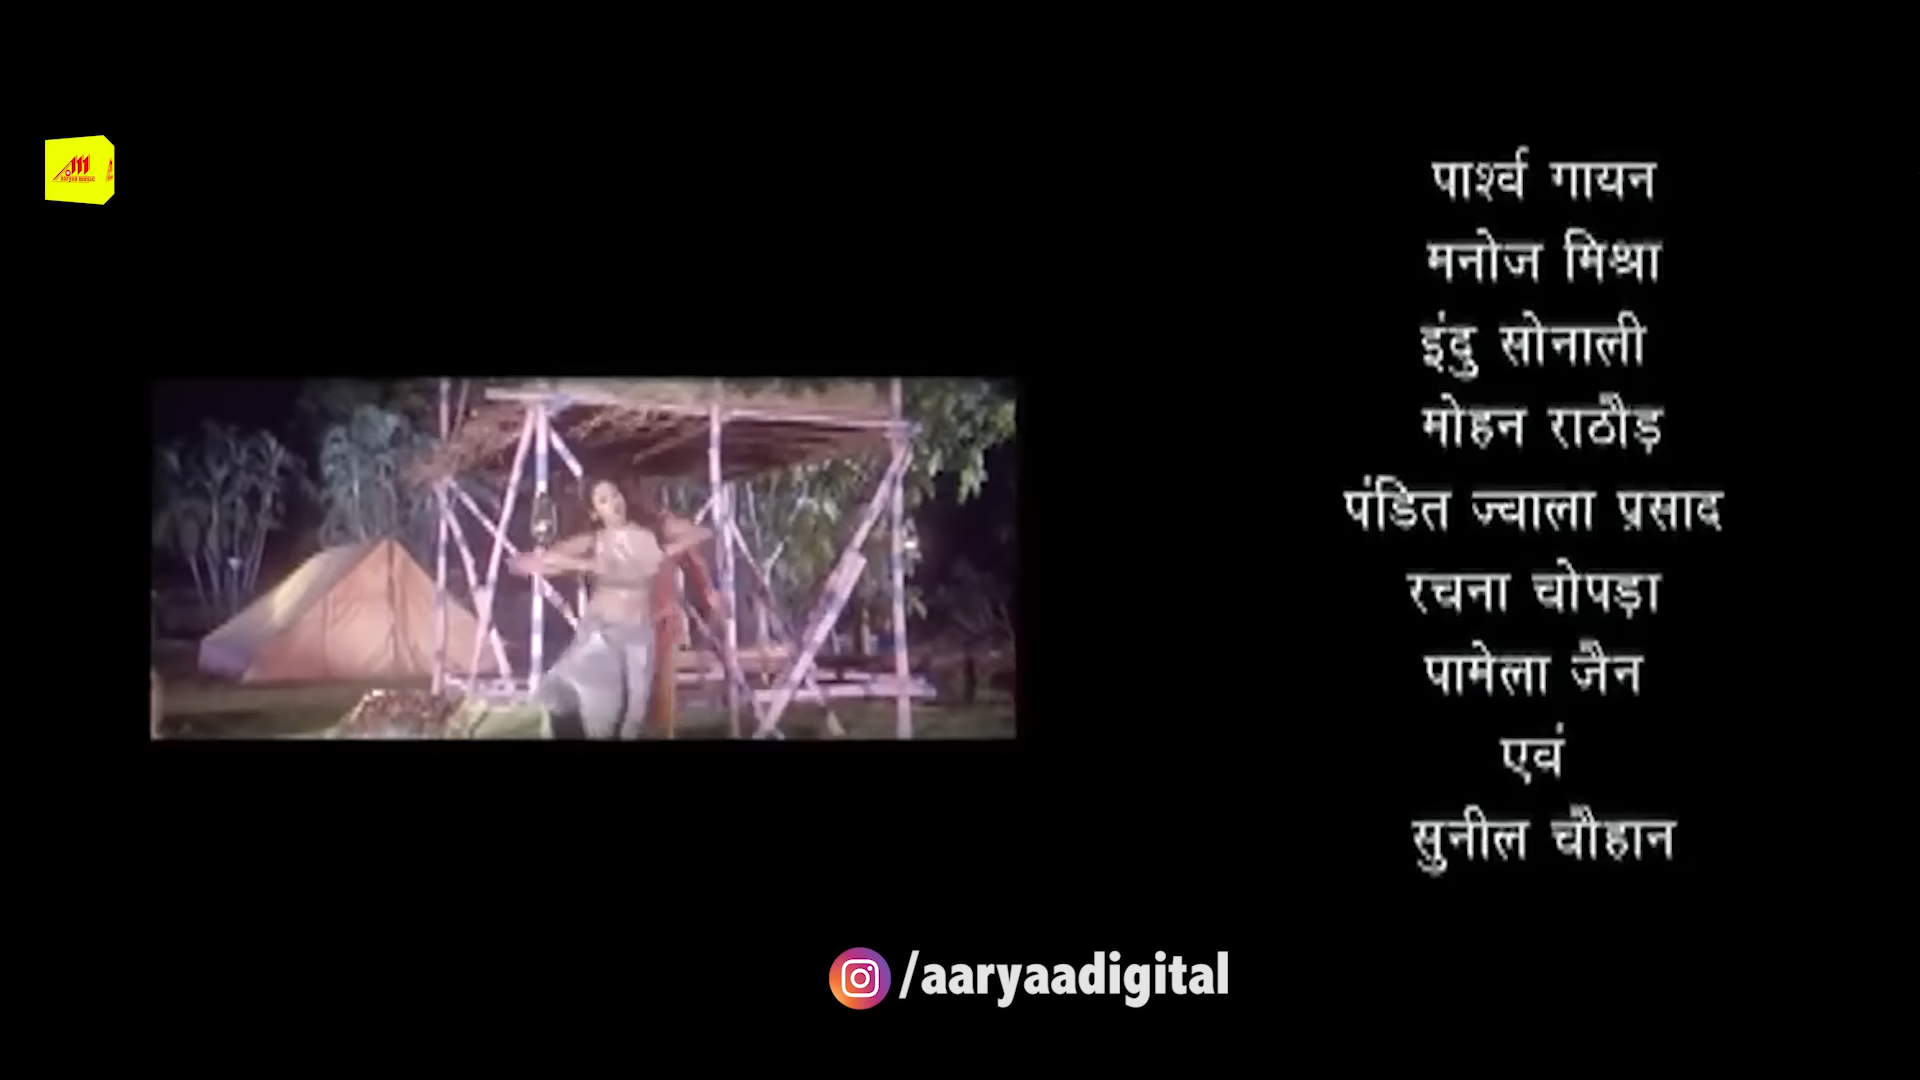 पार्श्व गायन
मनोज मिश्रा
इंदु सोनाली
मोहन राठौड़
पंडित ज्वाला प्रसाद
रचना चोपड़ा
पामेला जैन
एवं
सुनील चौहान
/aaryaadigital